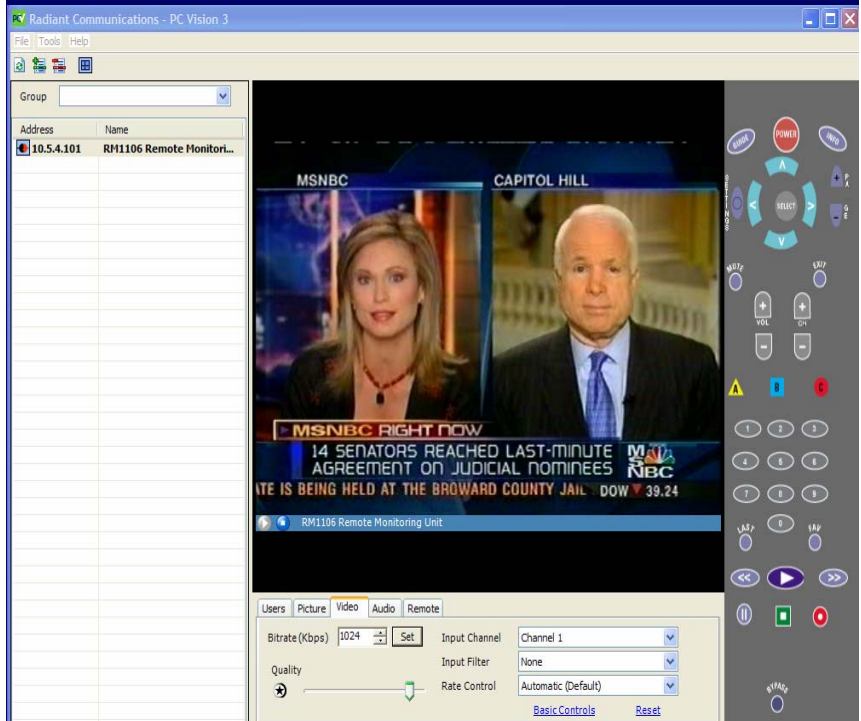 Radiant Communications - PC Vision 3
File Tools Help
Group
Address Name
10.5.4.101 RM1106 Remote Monitori...
MSNBC
CAPITOL HILL
MSNBC RIGHT NOW
14 SENATORS REACHED LAST-MINUTE
AGREEMENT ON JUDICIAL NOMINEES
MSNBC
TE IS BEING HELD AT THE BROWARD COUNTY JAIL DOW 39.24
RM1106 Remote Monitoring Unit
Users Picture Video Audio Remote
Bitrate (Kbps) 1024 Set
Quality
Input Channel Channel 1
Input Filter None
Rate Control Automatic (Default)
Basic Controls Reset
GUIDE POWER INFO
SETTINGS
SELECT
+ PAGE -
MUTE EXIT
+ +
VOL CH
- -
A B C
1 2 3
4 5 6
7 8 9
LAST 0 FAV
<< >>
BYPASS